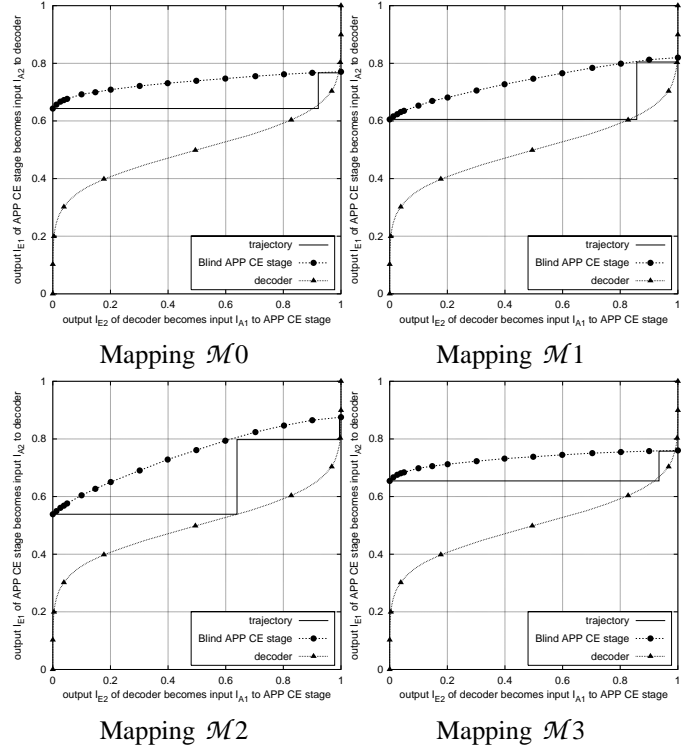 output I_E1 of APP CE stage becomes input I_A2 to decoder
1
0.8
0.6
0.4
0.2
0
0 0.2 0.4 0.6 0.8 1
trajectory
Blind APP CE stage
decoder
output I_E2 of decoder becomes input I_A1 to APP CE stage
Mapping ℳ0
output I_E1 of APP CE stage becomes input I_A2 to decoder
1
0.8
0.6
0.4
0.2
0
0 0.2 0.4 0.6 0.8 1
trajectory
Blind APP CE stage
decoder
output I_E2 of decoder becomes input I_A1 to APP CE stage
Mapping ℳ1
output I_E1 of APP CE stage becomes input I_A2 to decoder
1
0.8
0.6
0.4
0.2
0
0 0.2 0.4 0.6 0.8 1
trajectory
Blind APP CE stage
decoder
output I_E2 of decoder becomes input I_A1 to APP CE stage
Mapping ℳ2
output I_E1 of APP CE stage becomes input I_A2 to decoder
1
0.8
0.6
0.4
0.2
0
0 0.2 0.4 0.6 0.8 1
trajectory
Blind APP CE stage
decoder
output I_E2 of decoder becomes input I_A1 to APP CE stage
Mapping ℳ3